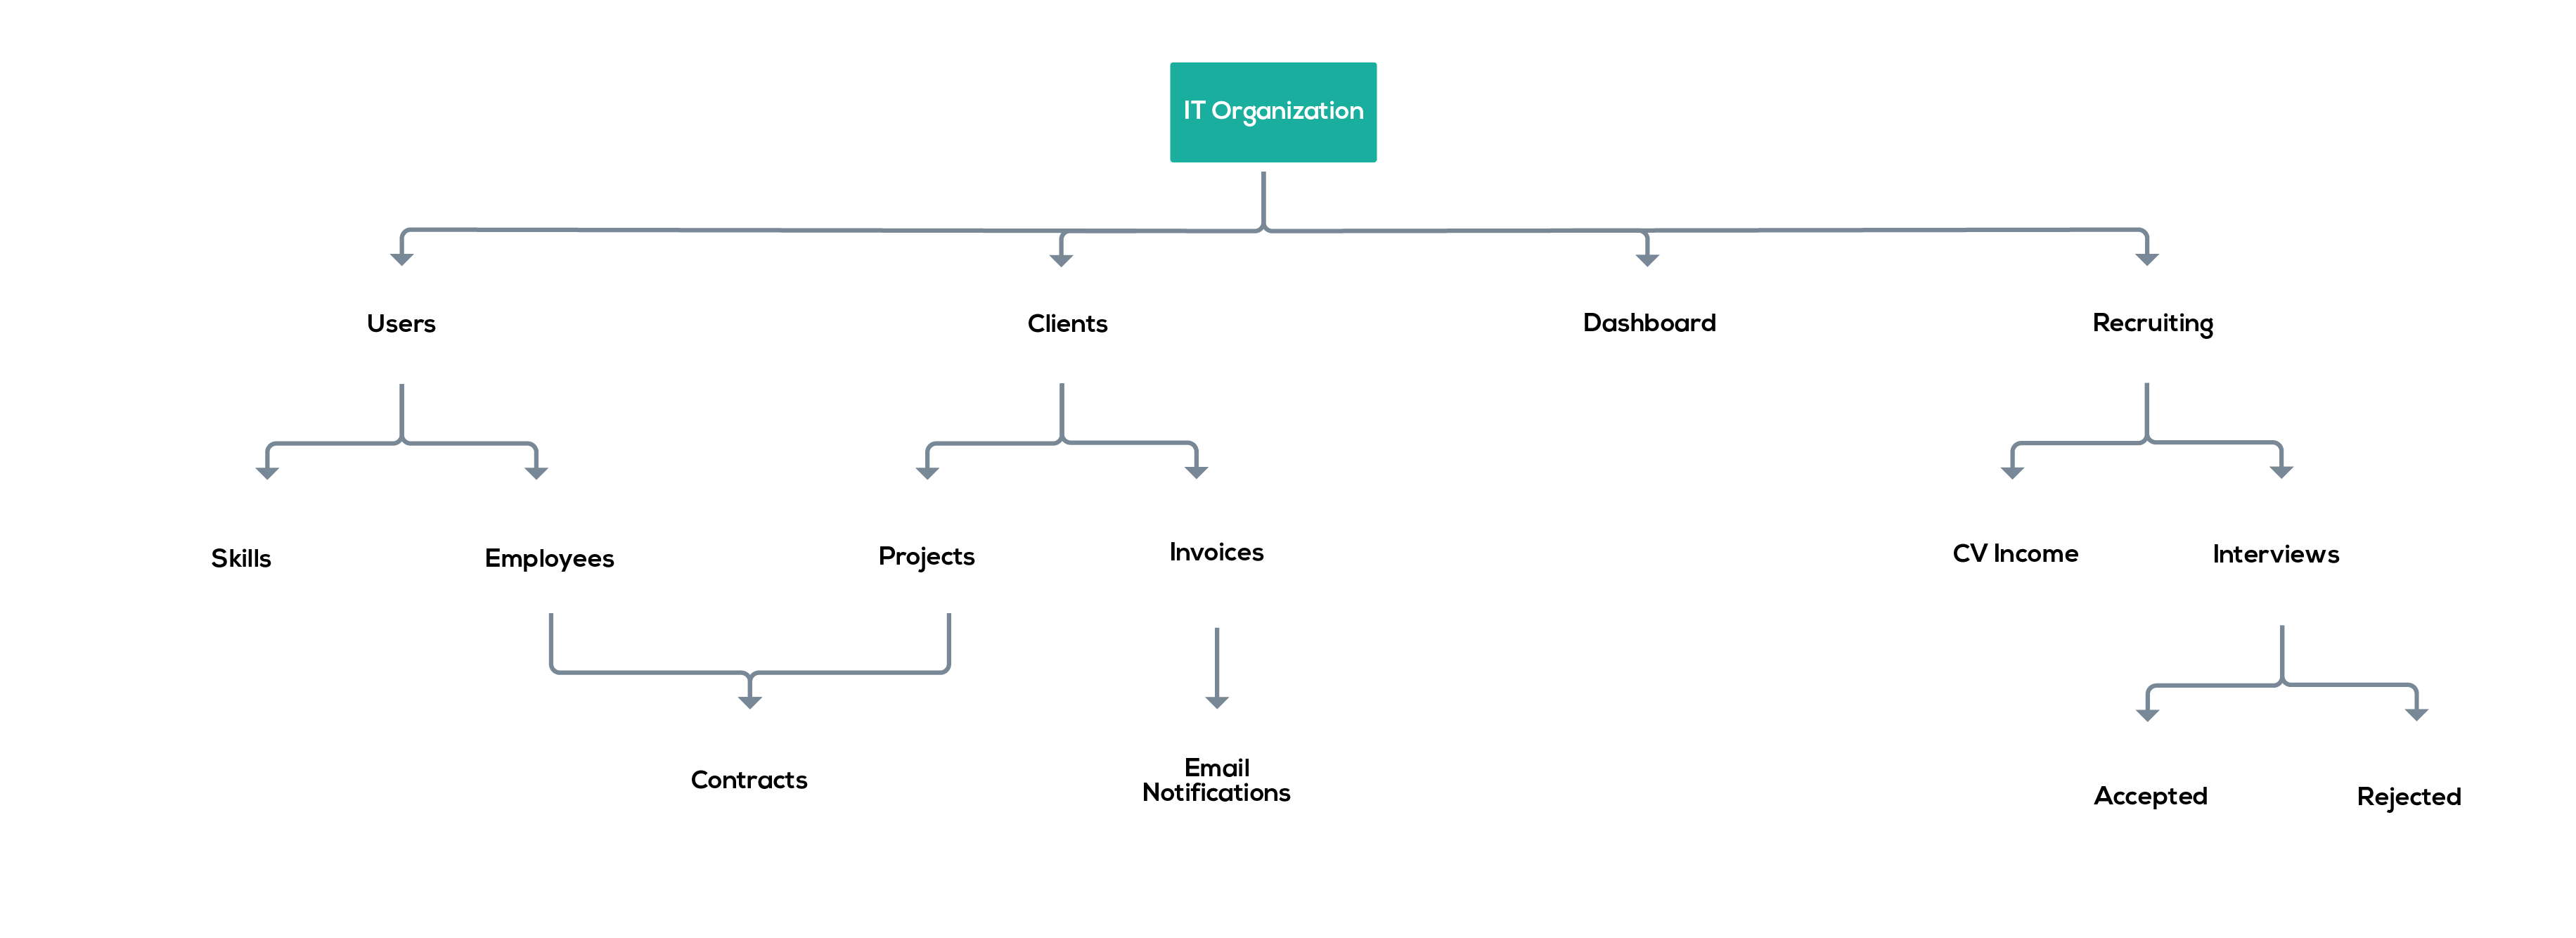 IT Organization
Users
Clients
Dashboard
Recruiting
Skills
Employees
Projects
Invoices
CV Income
Interviews
Contracts
Email
Notifications
Accepted
Rejected